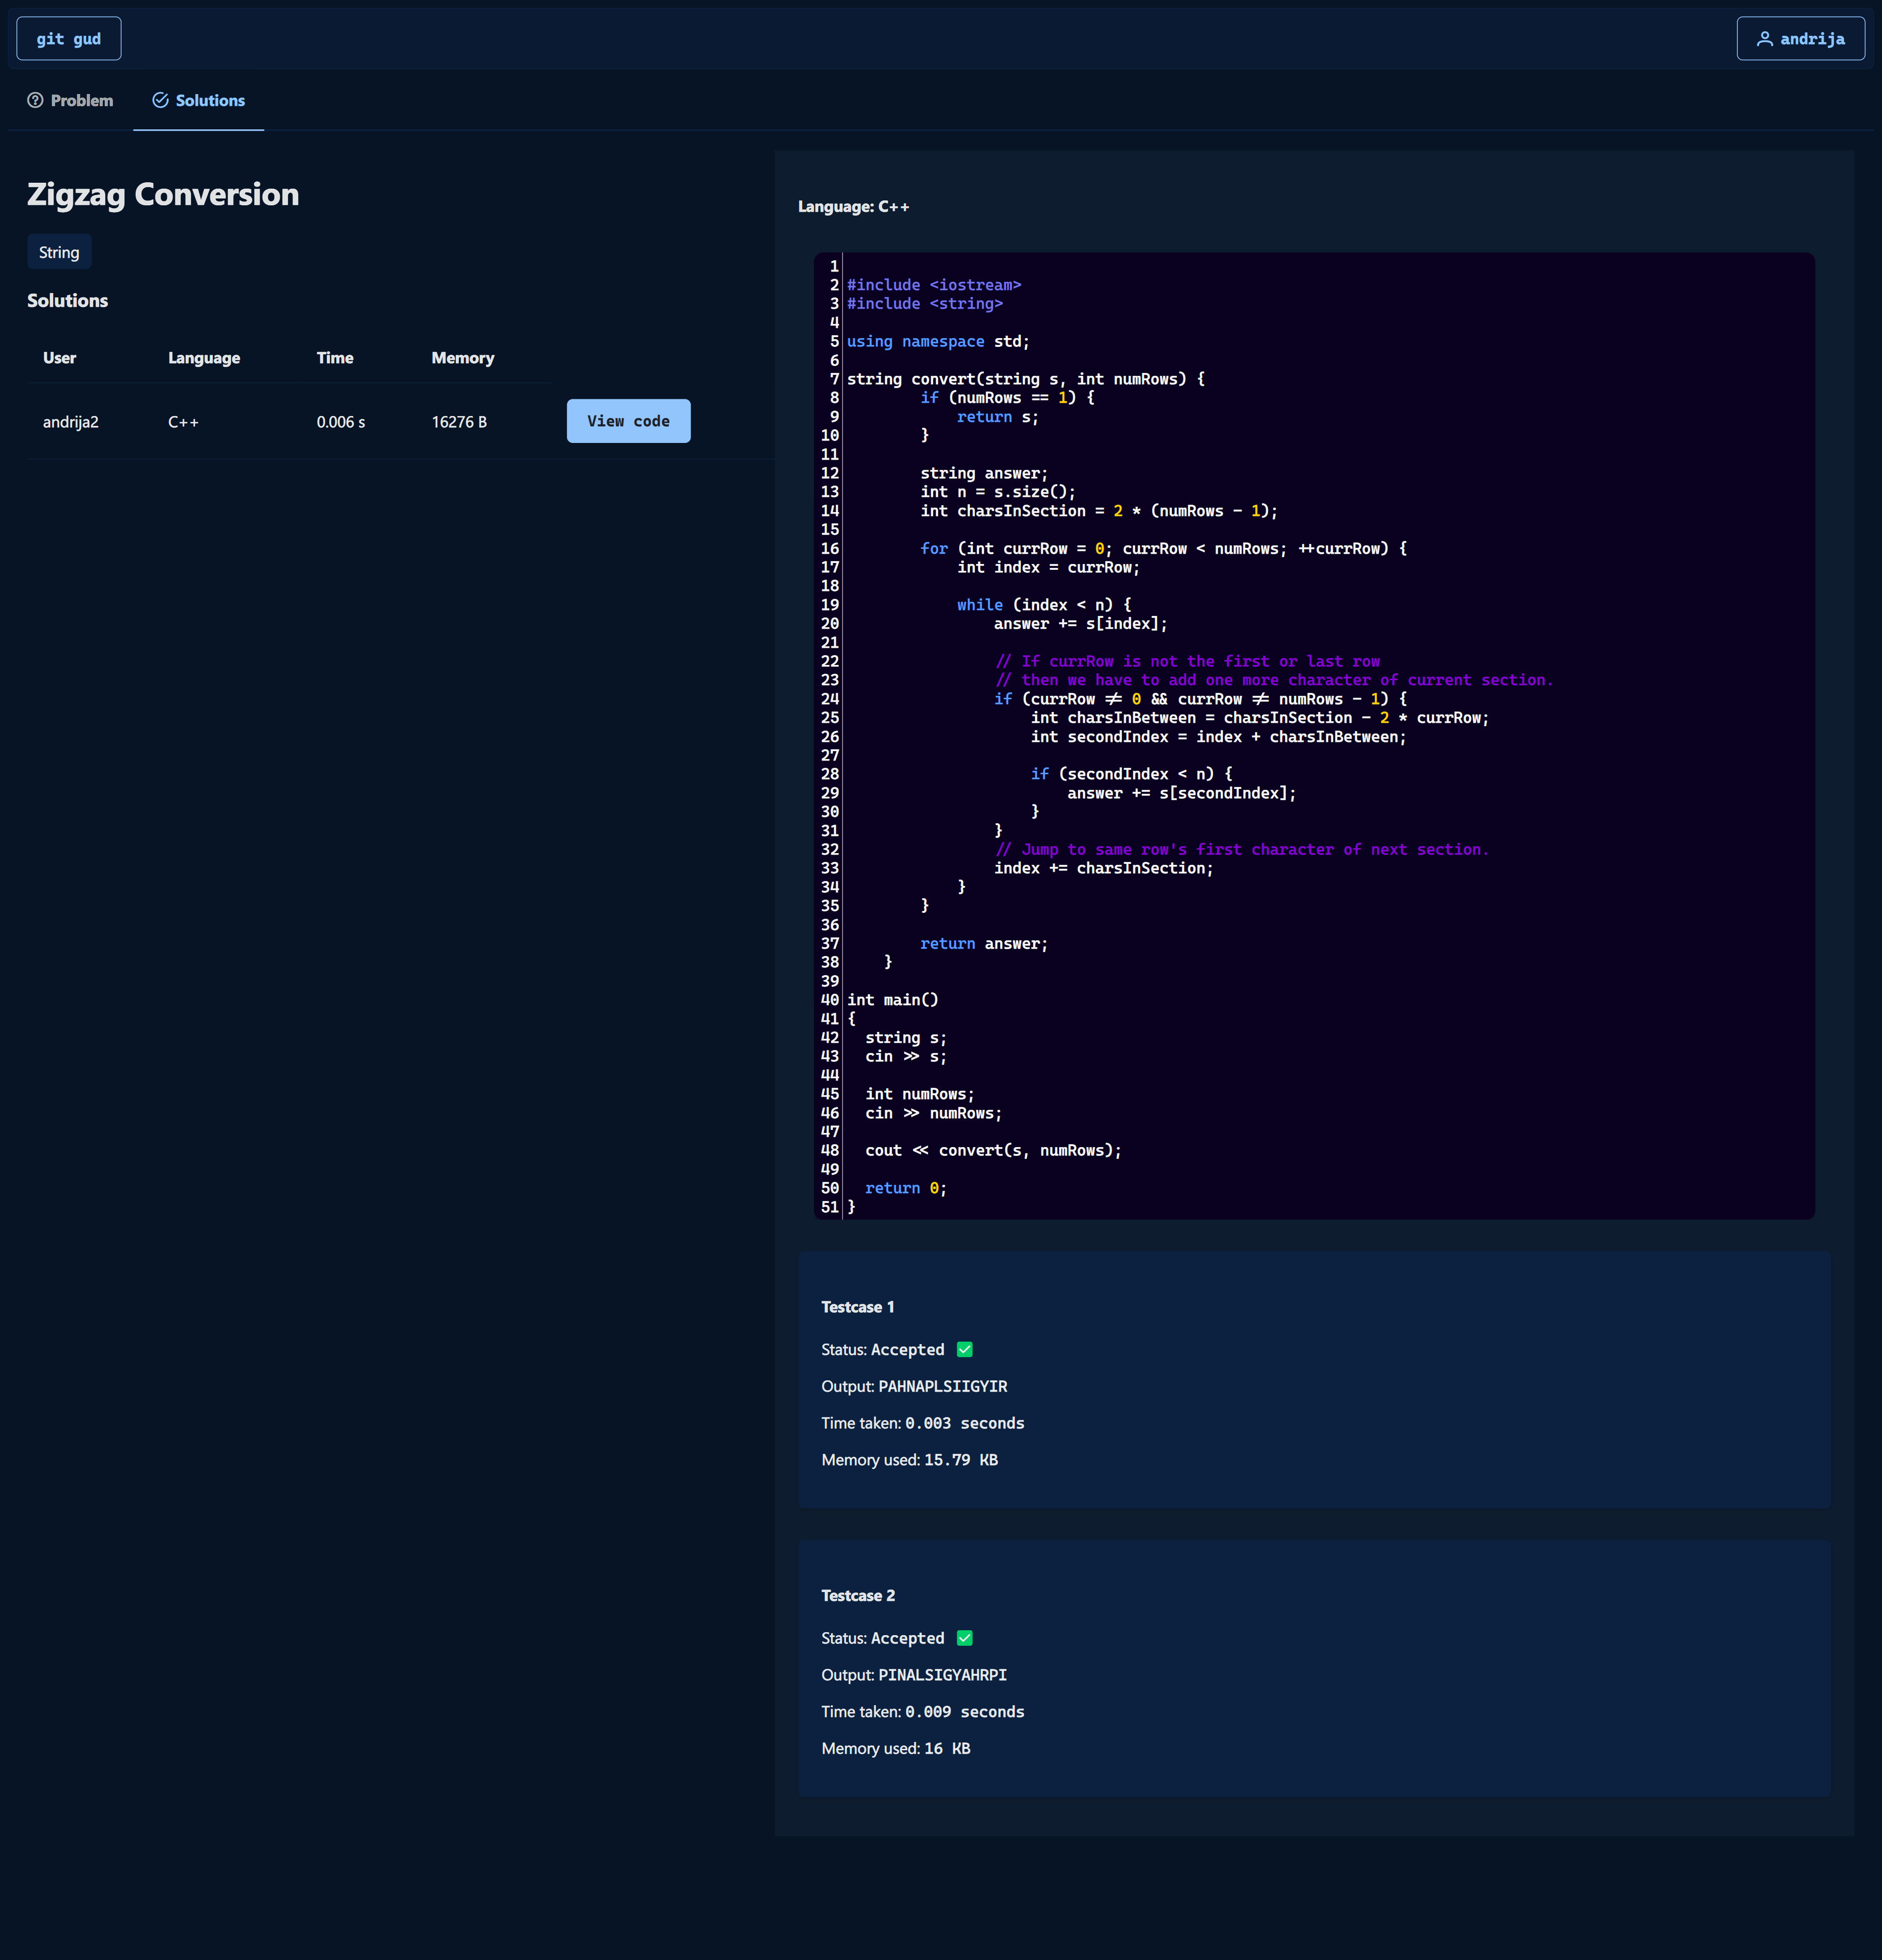 git gud
andrija
Problem
Solutions
Zigzag Conversion
String
Solutions
User Language Time Memory
andrija2 C++ 0.006 s 16276 B View code
Language: C++
1
2 #include <iostream>
3 #include <string>
4
5 using namespace std;
6
7 string convert(string s, int numRows) {
8         if (numRows == 1) {
9             return s;
10         }
11
12         string answer;
13         int n = s.size();
14         int charsInSection = 2 * (numRows - 1);
15
16         for (int currRow = 0; currRow < numRows; ++currRow) {
17             int index = currRow;
18
19             while (index < n) {
20                 answer += s[index];
21
22                 // If currRow is not the first or last row
23                 // then we have to add one more character of current section.
24                 if (currRow != 0 && currRow != numRows - 1) {
25                     int charsInBetween = charsInSection - 2 * currRow;
26                     int secondIndex = index + charsInBetween;
27
28                     if (secondIndex < n) {
29                         answer += s[secondIndex];
30                     }
31                 }
32                 // Jump to same row's first character of next section.
33                 index += charsInSection;
34             }
35         }
36
37         return answer;
38     }
39
40 int main()
41 {
42   string s;
43   cin >> s;
44
45   int numRows;
46   cin >> numRows;
47
48   cout << convert(s, numRows);
49
50   return 0;
51 }
Testcase 1
Status: Accepted ✅
Output: PAHNAPLSIIGYIR
Time taken: 0.003 seconds
Memory used: 15.79 KB
Testcase 2
Status: Accepted ✅
Output: PINALSIGYAHRPI
Time taken: 0.009 seconds
Memory used: 16 KB